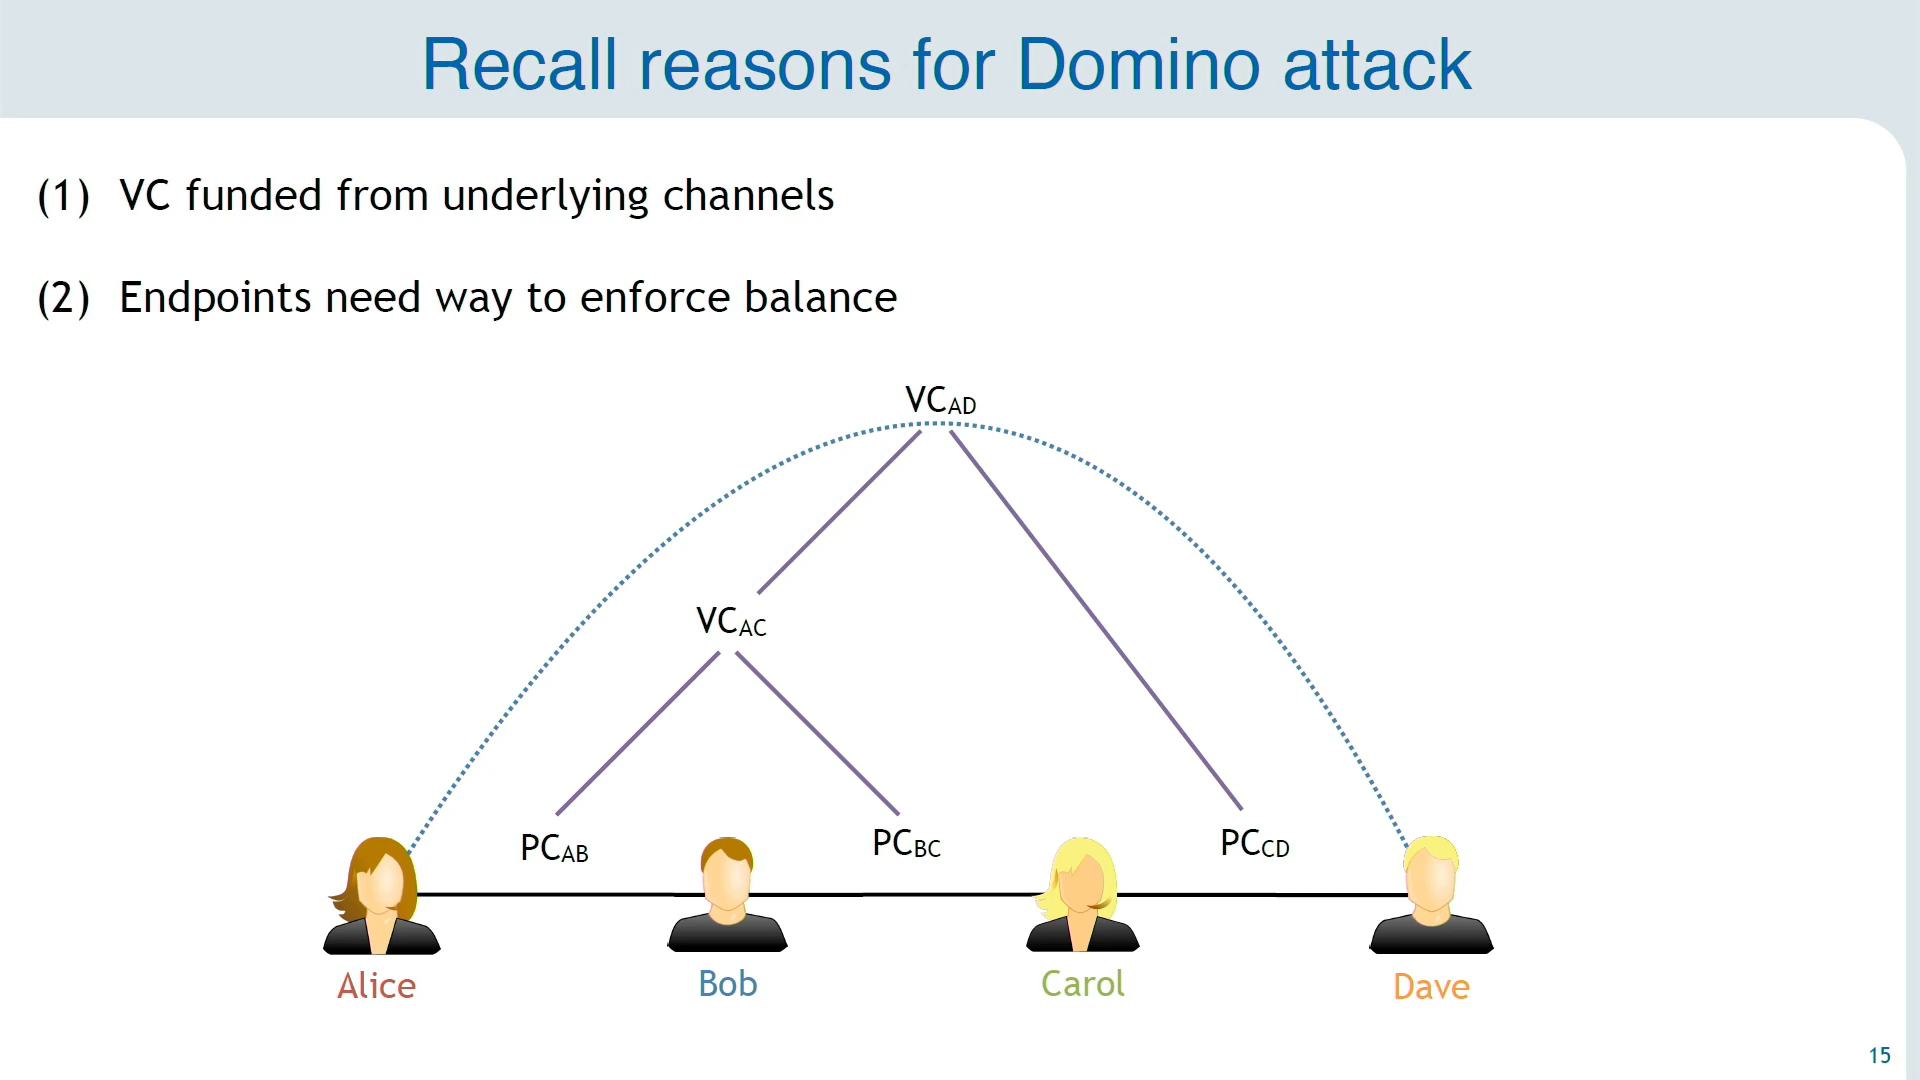 Recall reasons for Domino attack
(1) VC funded from underlying channels
(2) Endpoints need way to enforce balance
VCAD
VCAC
PCAB
PCBC
PCCD
Alice
Bob
Carol
Dave
15